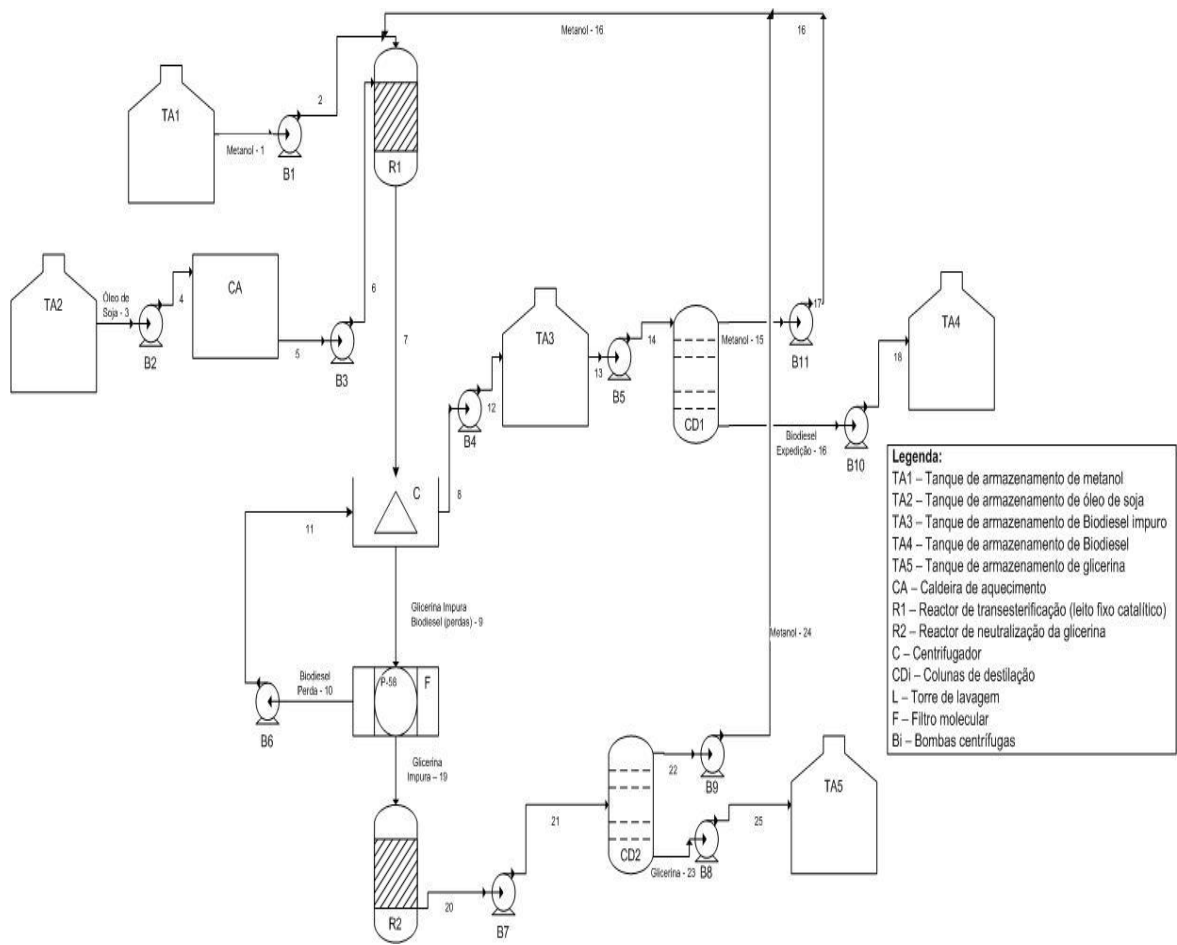 Metanol - 16
16
TA1
2
Metanol - 1
B1
R1
TA2
Óleo de
Soja - 3
4
B2
CA
5
B3
6
7
TA3
12
B4
8
13
B5
14
Metanol - 15
CD1
17
B11
Biodiesel
Expedição - 16
B10
18
TA4
C
11
Glicerina Impura
Biodiesel (perdas) - 9
Biodiesel
Perda - 10
B6
P-58
F
Glicerina
Impura – 19
R2
20
B7
21
CD2
22
B9
Metanol - 24
Glicerina - 23
B8
25
TA5
Legenda:
TA1 – Tanque de armazenamento de metanol
TA2 – Tanque de armazenamento de óleo de soja
TA3 – Tanque de armazenamento de Biodiesel impuro
TA4 – Tanque de armazenamento de Biodiesel
TA5 – Tanque de armazenamento de glicerina
CA – Caldeira de aquecimento
R1 – Reactor de transesterificação (leito fixo catalítico)
R2 – Reactor de neutralização da glicerina
C – Centrifugador
CDi – Colunas de destilação
L – Torre de lavagem
F – Filtro molecular
Bi – Bombas centrífugas